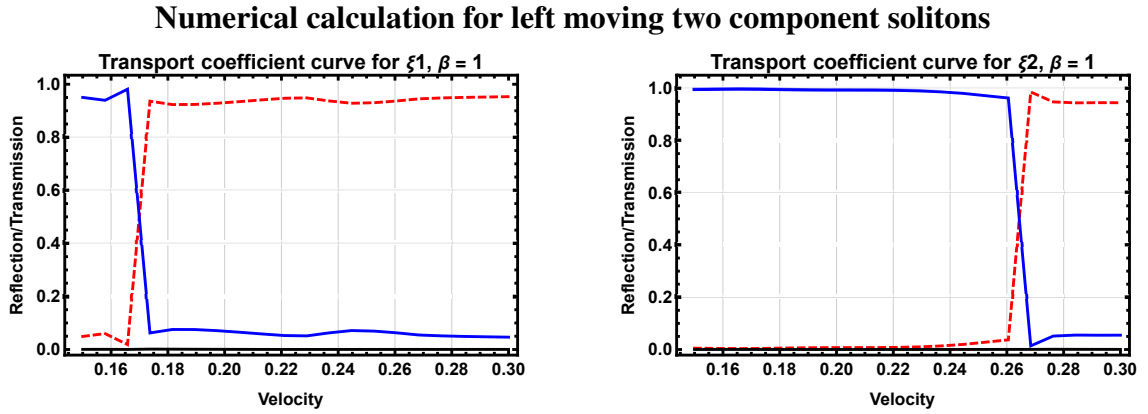 Numerical calculation for left moving two component solitons
Transport coefficient curve for ξ1, β = 1
Reflection/Transmission
1.0
0.8
0.6
0.4
0.2
0.0
0.16 0.18 0.20 0.22 0.24 0.26 0.28 0.30
Velocity
Transport coefficient curve for ξ2, β = 1
Reflection/Transmission
1.0
0.8
0.6
0.4
0.2
0.0
0.16 0.18 0.20 0.22 0.24 0.26 0.28 0.30
Velocity